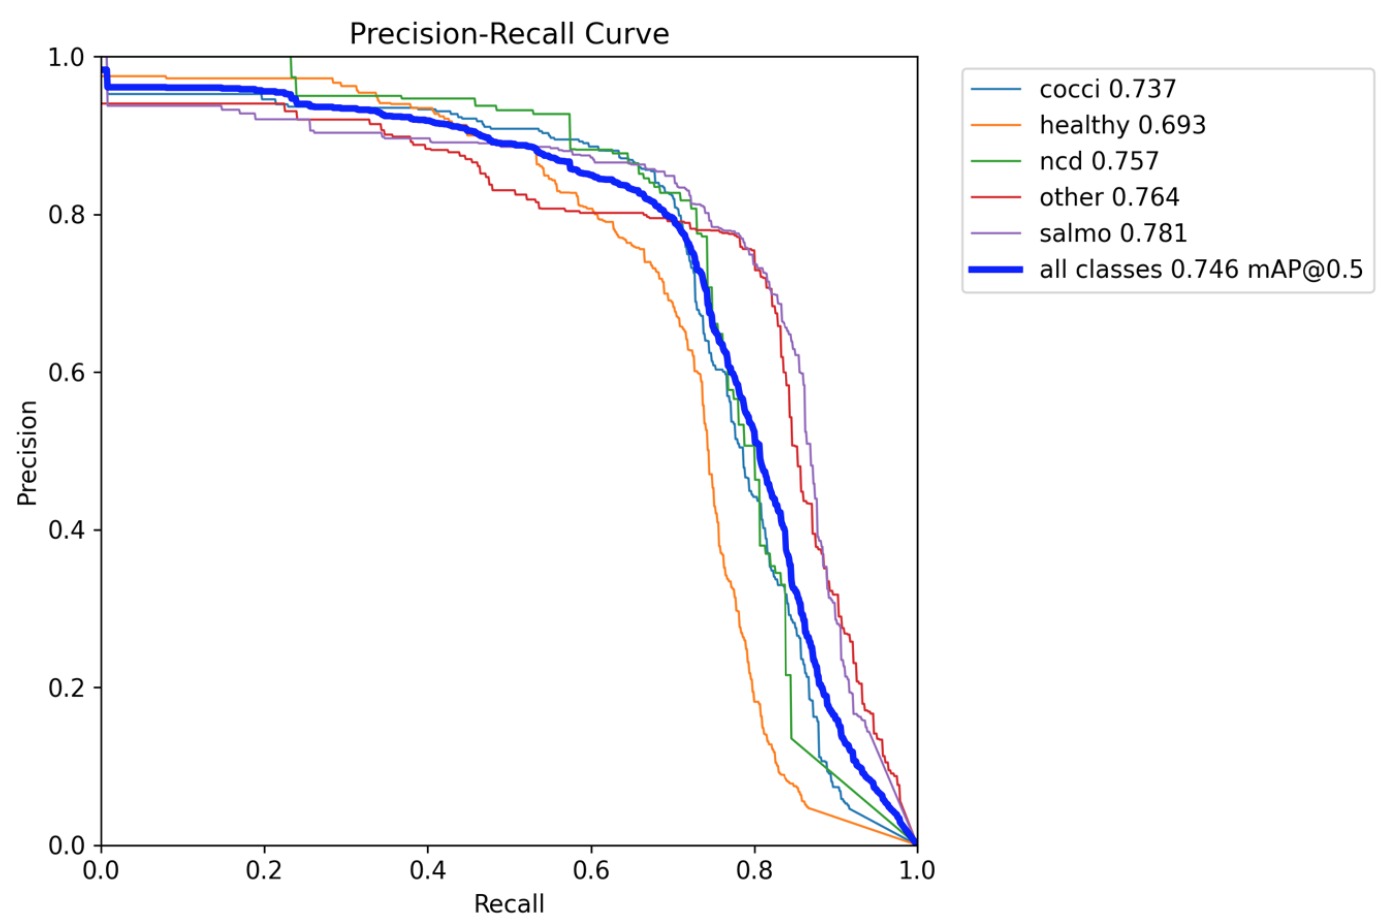 Precision-Recall Curve
1.0
0.8
0.6
0.4
0.2
0.0
Precision
0.0 0.2 0.4 0.6 0.8 1.0
Recall
cocci 0.737
healthy 0.693
ncd 0.757
other 0.764
salmo 0.781
all classes 0.746 mAP@0.5